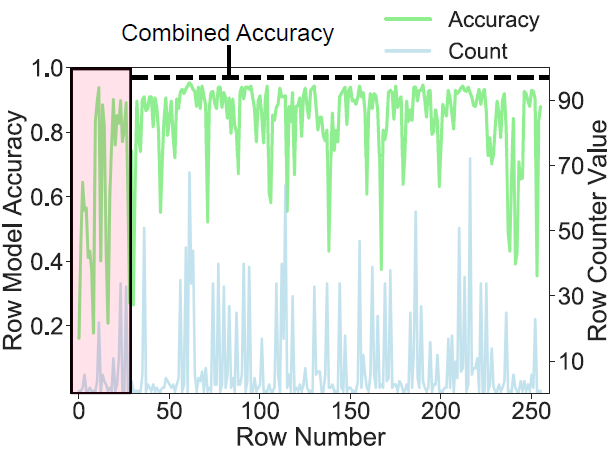 Accuracy
Combined Accuracy
Count
1.0
0.8
0.6
0.4
0.2
Row Model Accuracy
90
70
50
30
10
Row Counter Value
0 50 100 150 200 250
Row Number